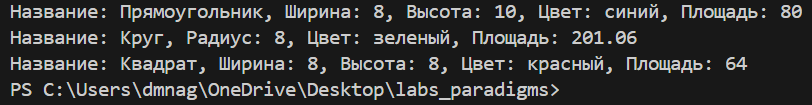 Название: Прямоугольник, Ширина: 8, Высота: 10, Цвет: синий, Площадь: 80
Название: Круг, Радиус: 8, Цвет: зеленый, Площадь: 201.06
Название: Квадрат, Ширина: 8, Высота: 8, Цвет: красный, Площадь: 64
PS C:\Users\dmnag\OneDrive\Desktop\labs_paradigms>